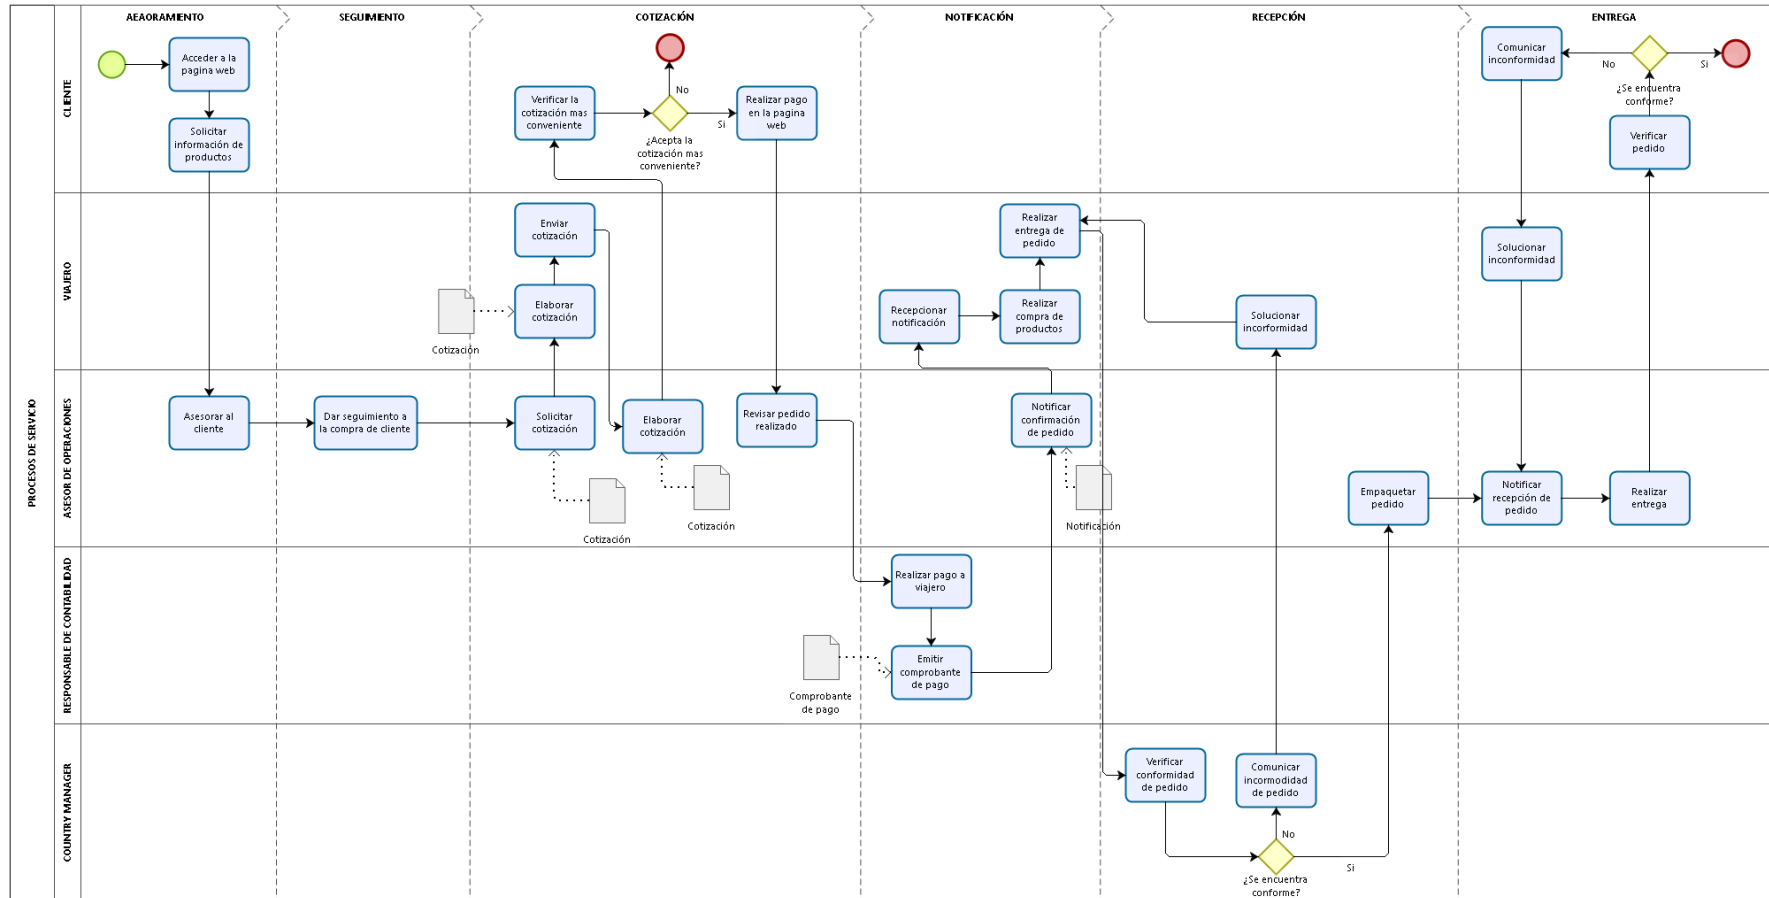 AEAORAMIENTO
SEGUIMIENTO
COTIZACIÓN
NOTIFICACIÓN
RECEPCIÓN
ENTREGA
PROCESOS DE SERVICIO
CLIENTE
Acceder a la
pagina web
Solicitar
información de
productos
Verificar la
cotización mas
conveniente
No
Si
¿Acepta la
cotización mas
conveniente?
Realizar pago
en la pagina
web
Comunicar
inconformidad
No
Si
¿Se encuentra
conforme?
Verificar
pedido
VIAJERO
Enviar
cotización
Elaborar
cotización
Cotización
Realizar
entrega de
pedido
Recepcionar
notificación
Realizar
compra de
productos
Solucionar
incorformidad
Solucionar
inconformidad
ASESOR DE OPERACIONES
Asesorar al
cliente
Dar seguimiento a
la compra de cliente
Solicitar
cotización
Elaborar
cotización
Cotización
Cotización
Revisar pedido
realizado
Notificar
confirmación
de pedido
Notificación
Empaquetar
pedido
Notificar
recepción de
pedido
Realizar
entrega
RESPONSABLE DE CONTABILIDAD
Realizar pago a
viajero
Emitir
comprobante
de pago
Comprobante
de pago
COUNTRY MANAGER
Verificar
conformidad
de pedido
Comunicar
incormodidad
de pedido
No
Si
¿Se encuentra
conforme?